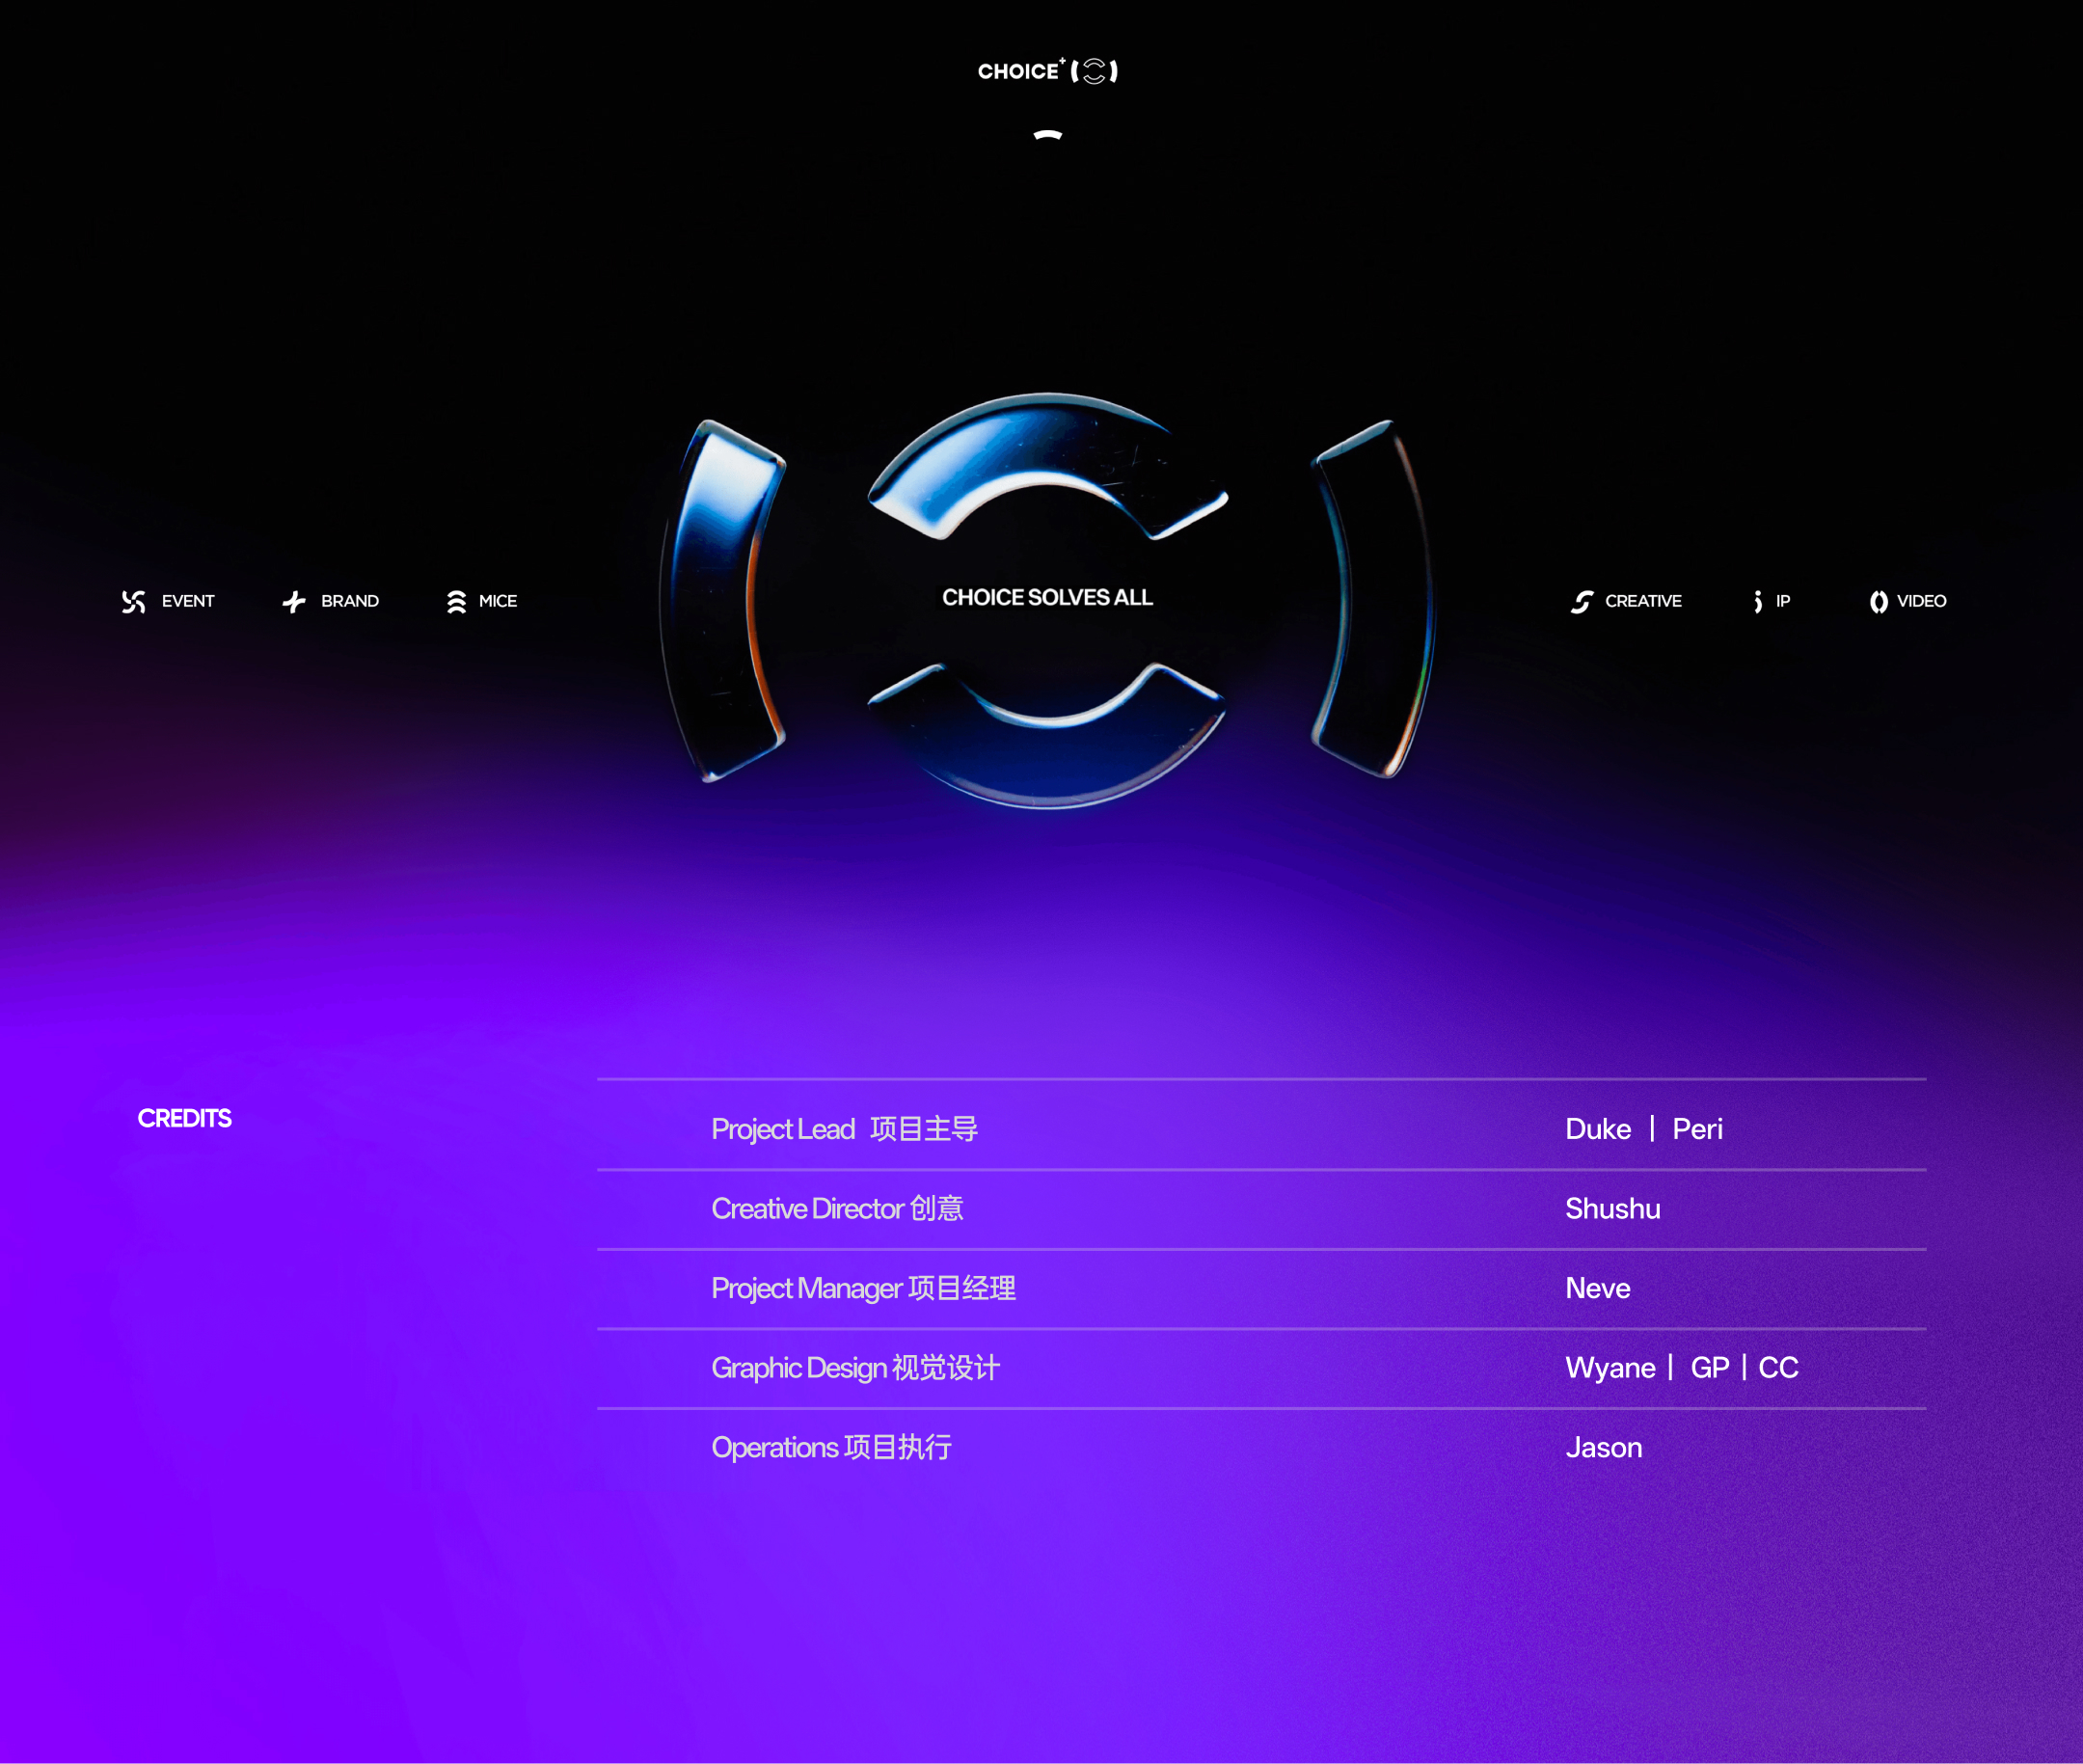 CHOICE+
EVENT BRAND MICE CHOICE SOLVES ALL CREATIVE IP VIDEO
CREDITS
Project Lead 项目主导 Duke | Peri
Creative Director 创意 Shushu
Project Manager 项目经理 Neve
Graphic Design 视觉设计 Wyane | GP | CC
Operations 项目执行 Jason